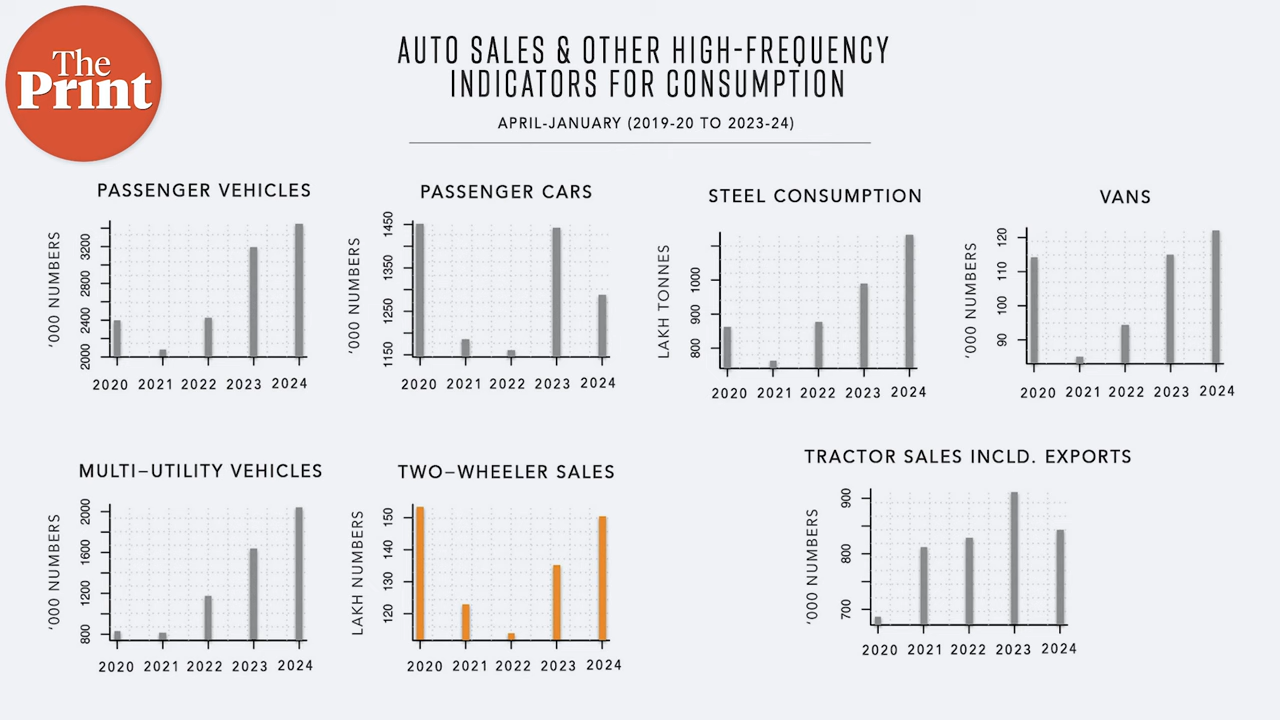 The
Print
AUTO SALES & OTHER HIGH-FREQUENCY
INDICATORS FOR CONSUMPTION
APRIL-JANUARY (2019-20 TO 2023-24)
PASSENGER VEHICLES
'000 NUMBERS
3200
2800
2400
2000
2020 2021 2022 2023 2024
PASSENGER CARS
'000 NUMBERS
1450
1350
1250
1150
2020 2021 2022 2023 2024
STEEL CONSUMPTION
LAKH TONNES
1000
900
800
2020 2021 2022 2023 2024
VANS
'000 NUMBERS
120
110
100
90
2020 2021 2022 2023 2024
MULTI-UTILITY VEHICLES
'000 NUMBERS
2000
1600
1200
800
2020 2021 2022 2023 2024
TWO-WHEELER SALES
LAKH NUMBERS
150
140
130
120
2020 2021 2022 2023 2024
TRACTOR SALES INCLD. EXPORTS
'000 NUMBERS
900
800
700
2020 2021 2022 2023 2024